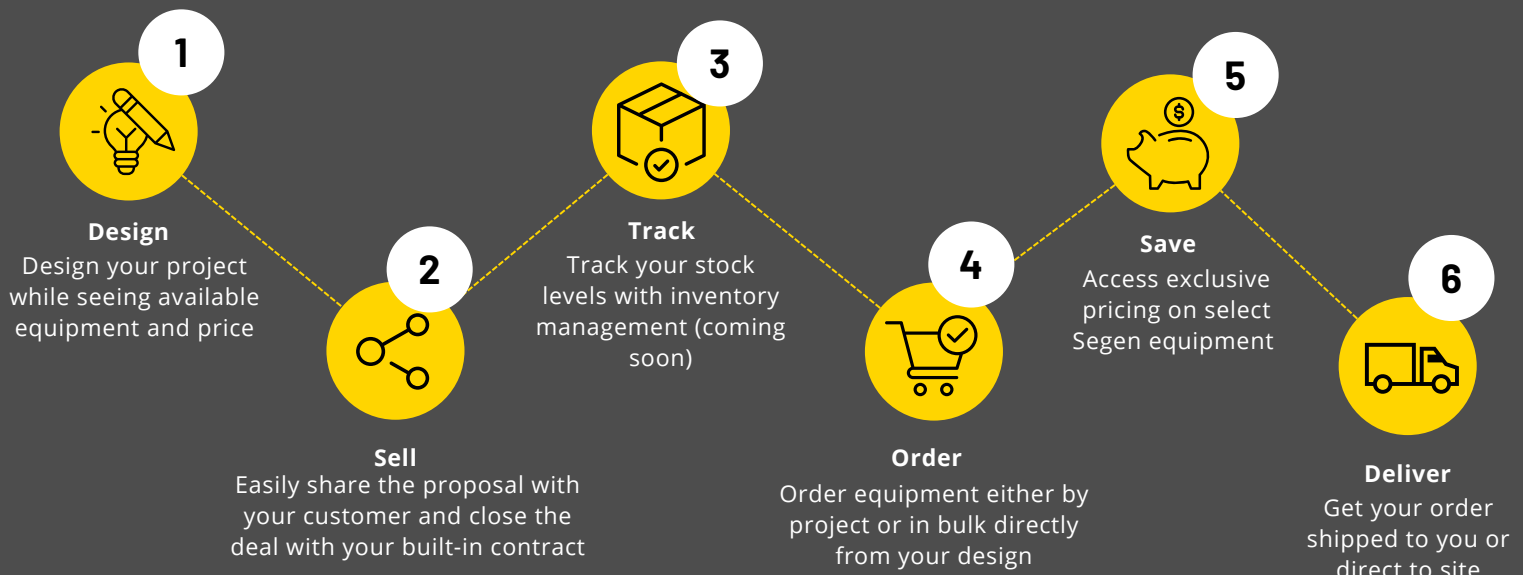 1
Design
Design your project
while seeing available
equipment and price
2
Sell
Easily share the proposal with
your customer and close the
deal with your built-in contract
3
Track
Track your stock
levels with inventory
management (coming
soon)
4
Order
Order equipment either by
project or in bulk directly
from your design
5
$
Save
Access exclusive
pricing on select
Segen equipment
6
Deliver
Get your order
shipped to you or
direct to site